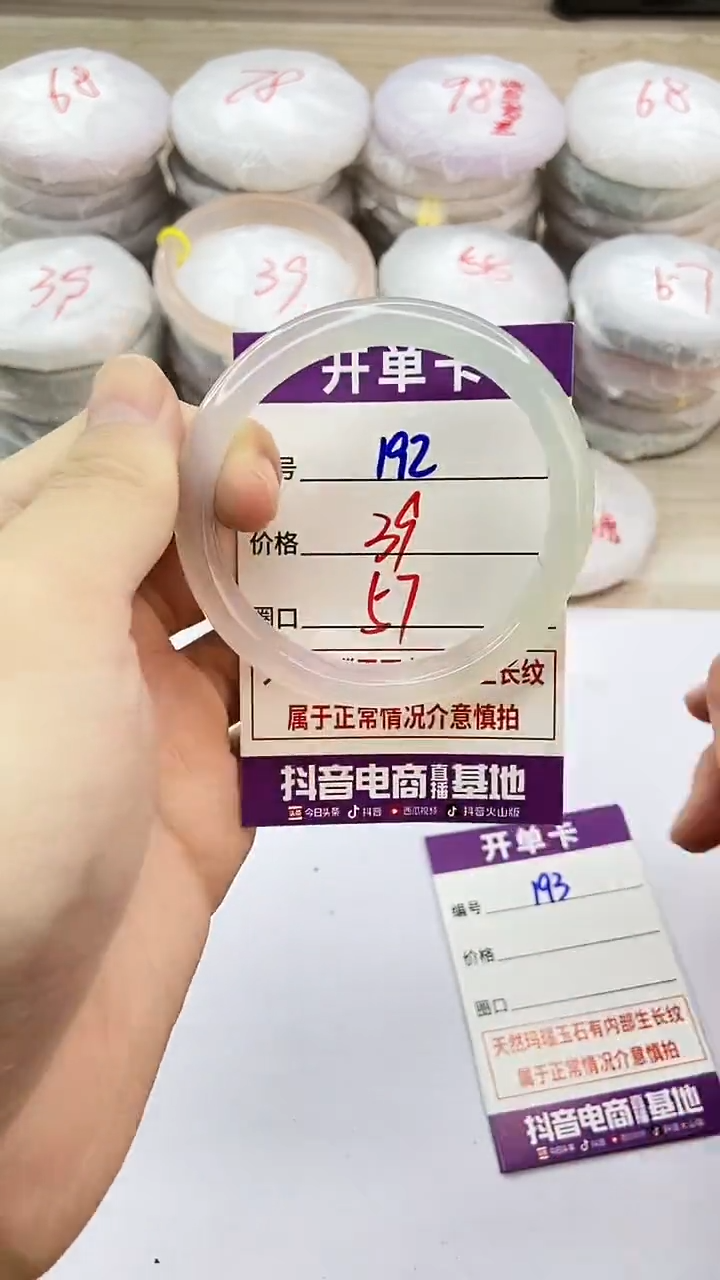 68
78
98
68
39
39
56
57
开单卡
号 192
价格 39
圈口 57
生长纹
属于正常情况介意慎拍
抖音电商直播基地
今日头条 抖音 西瓜视频 抖音火山版
开单卡
编号 193
价格
圈口
天然玛瑙玉石有内部生长纹
属于正常情况介意慎拍
抖音电商直播基地